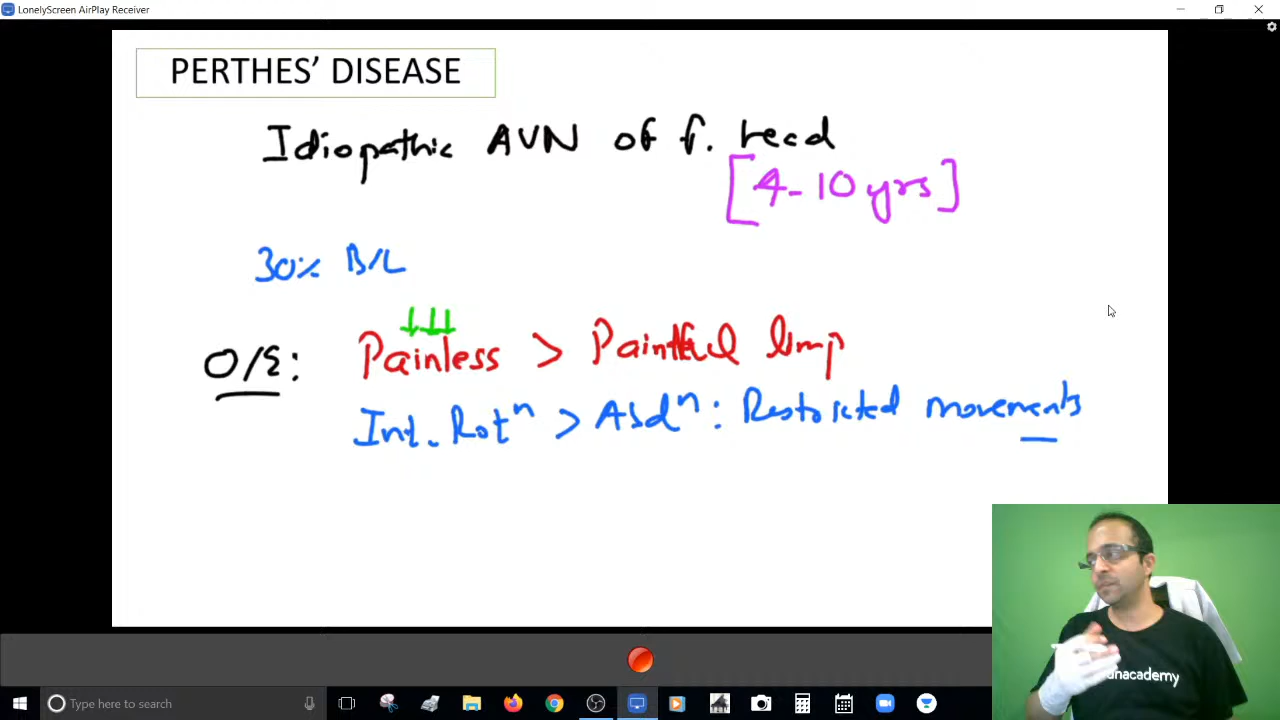 LonelyScreen AirPlay Receiver
PERTHES' DISEASE
Idiopathic AVN of f. head
[4-10 yrs]
30% B/L
O/E: Painless > Painful limp
Int. Rotⁿ > Abdⁿ : Restricted movements
unacademy
Type here to search